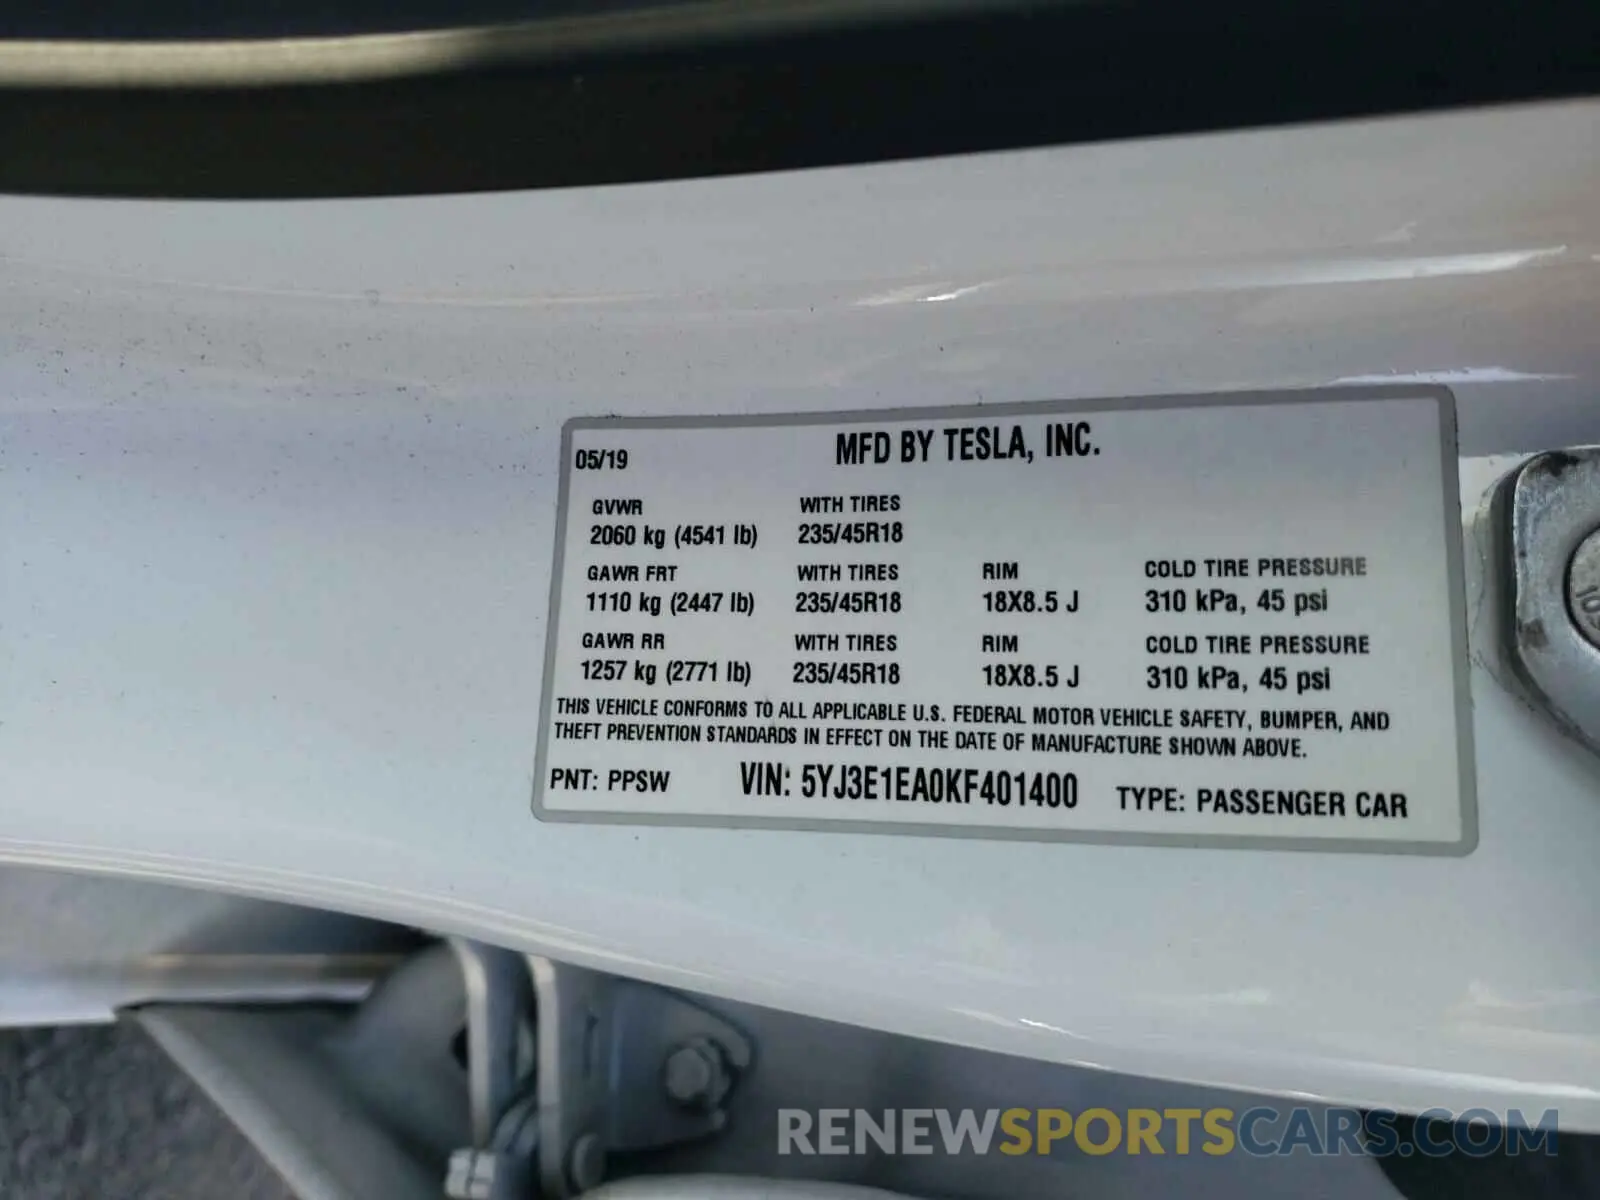 05/19 MFD BY TESLA, INC.
GVWR WITH TIRES
2060 kg (4541 lb) 235/45R18
GAWR FRT WITH TIRES RIM COLD TIRE PRESSURE
1110 kg (2447 lb) 235/45R18 18X8.5 J 310 kPa, 45 psi
GAWR RR WITH TIRES RIM COLD TIRE PRESSURE
1257 kg (2771 lb) 235/45R18 18X8.5 J 310 kPa, 45 psi
THIS VEHICLE CONFORMS TO ALL APPLICABLE U.S. FEDERAL MOTOR VEHICLE SAFETY, BUMPER, AND
THEFT PREVENTION STANDARDS IN EFFECT ON THE DATE OF MANUFACTURE SHOWN ABOVE.
PNT: PPSW VIN: 5YJ3E1EA0KF401400 TYPE: PASSENGER CAR
RENEWSPORTSCARS.COM